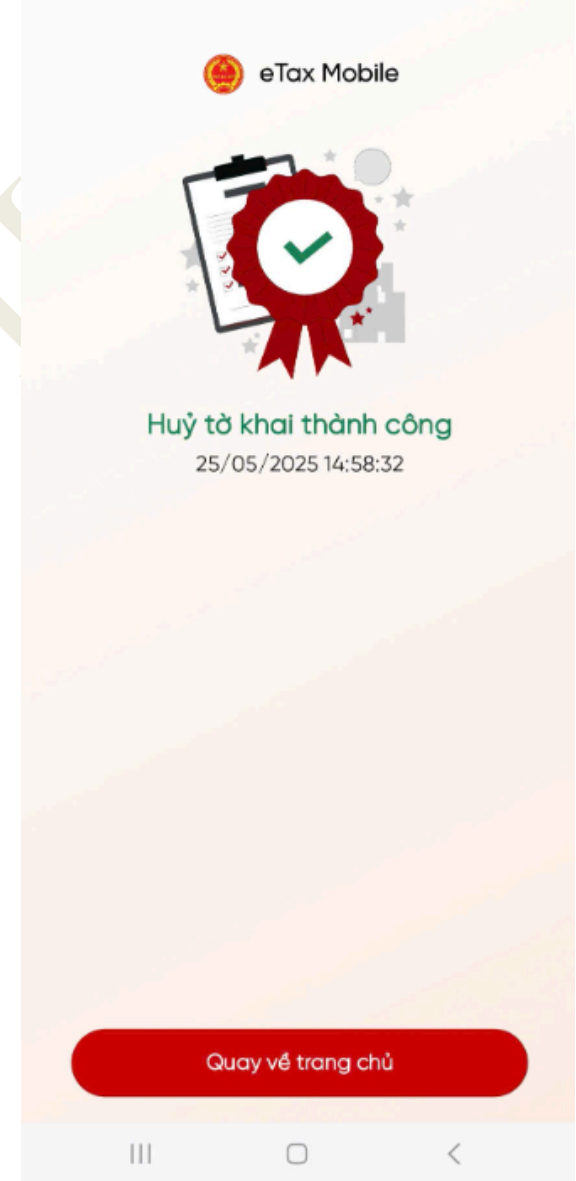 eTax Mobile
Huỷ tờ khai thành công
25/05/2025 14:58:32
Quay về trang chủ